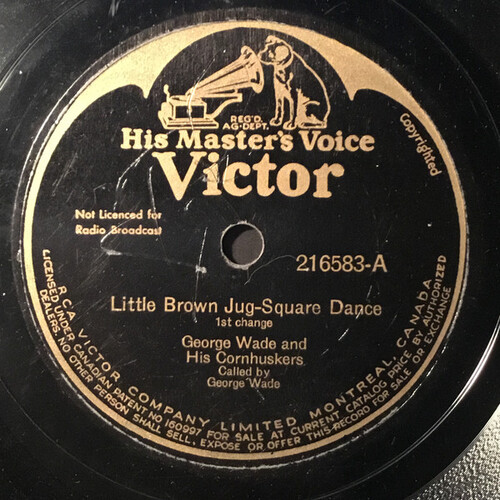 REG'D.
AG.DEPT.
His Master's Voice
Victor
Copyrighted
Not Licenced for
Radio Broadcast
216583-A
Little Brown Jug-Square Dance
1st change
George Wade and
His Cornhuskers
Called by
George Wade
R.C.A. VICTOR COMPANY LIMITED MONTREAL, CANADA
LICENSED UNDER CANADIAN PATENT NO 160997 FOR SALE AT CURRENT CATALOG PRICE BY AUTHORIZED
DEALERS. NO OTHER PERSON SHALL SELL, EXPOSE OR OFFER THIS RECORD FOR SALE OR EXCHANGE